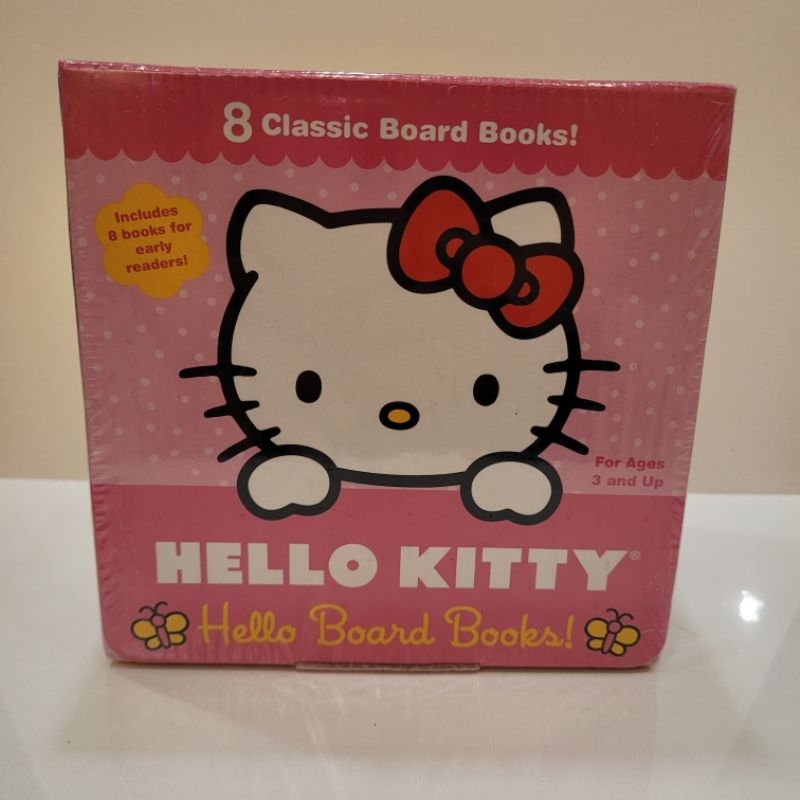 8 Classic Board Books!
Includes
8 books for
early
readers!
For Ages
3 and Up
HELLO KITTY®
Hello Board Books!